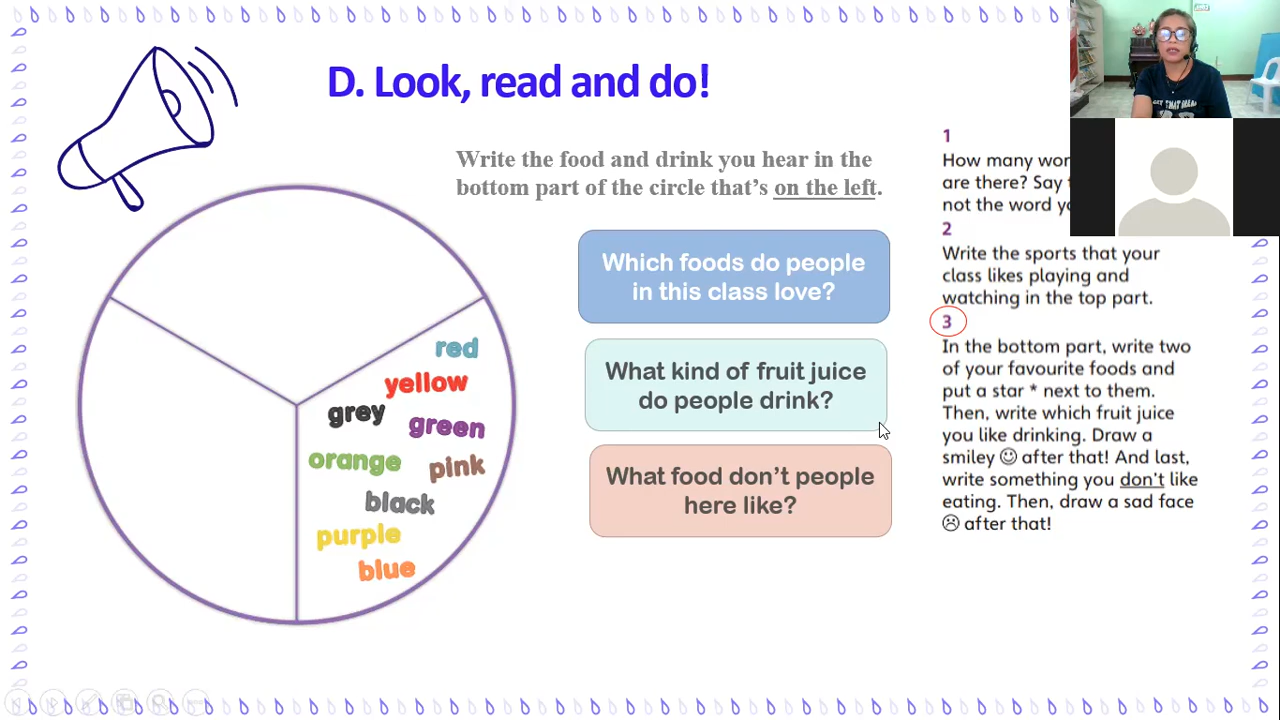 D. Look, read and do!
Write the food and drink you hear in the
bottom part of the circle that's on the left.
Which foods do people
in this class love?
What kind of fruit juice
do people drink?
What food don't people
here like?
red
yellow
grey
green
orange
pink
black
purple
blue
1
How many
are there? Say
not the word
2
Write the sports that your
class likes playing and
watching in the top part.
3
In the bottom part, write two
of your favourite foods and
put a star * next to them.
Then, write which fruit juice
you like drinking. Draw a
smiley ☺ after that! And last,
write something you don't like
eating. Then, draw a sad face
☹ after that!